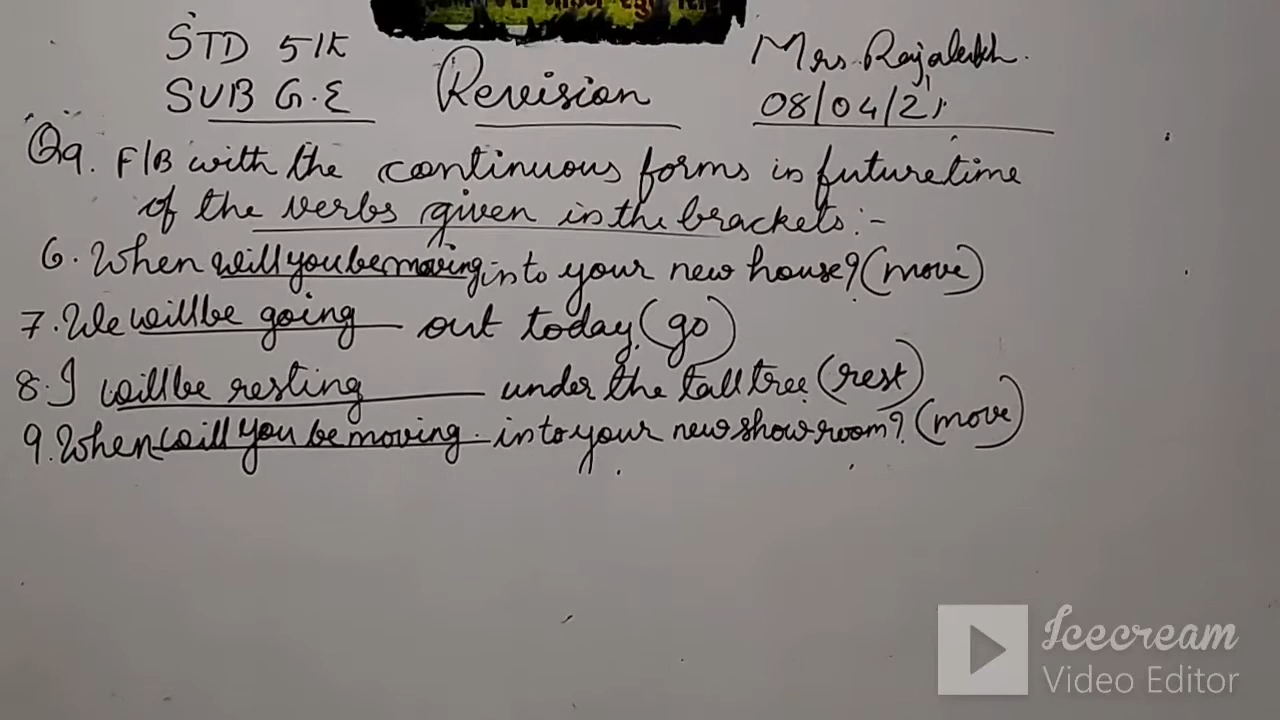 STD 5th
SUB G.E
Revision
Mrs. Rajalekh.
08/04/21
Q9. F/B with the continuous forms in future time
of the verbs given in the brackets:-
6. When will you be moving into your new house? (move)
7. We will be going out today. (go)
8. I will be resting under the tall tree. (rest)
9. When will you be moving into your new showroom? (move)
Icecream
Video Editor